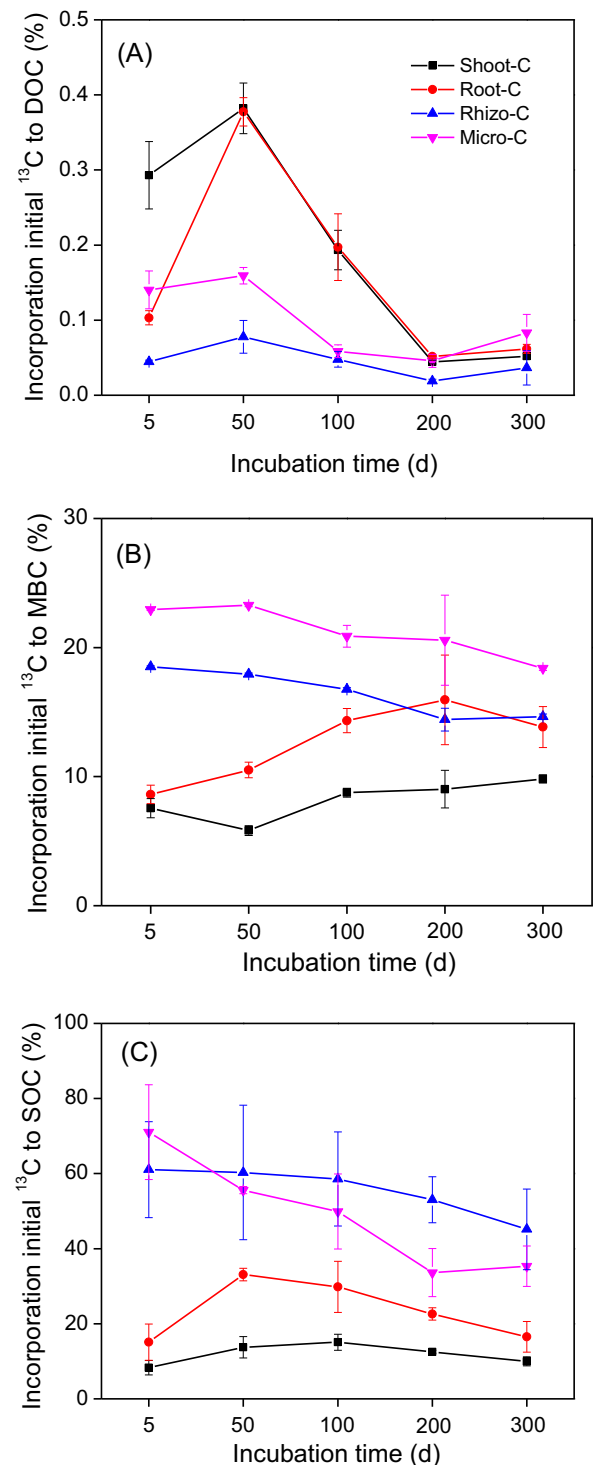 (A)
Shoot-C
Root-C
Rhizo-C
Micro-C
0.5
0.4
0.3
0.2
0.1
0.0
Incorporation initial ¹³C to DOC (%)
5 50 100 200 300
Incubation time (d)
(B)
30
20
10
0
Incorporation initial ¹³C to MBC (%)
5 50 100 200 300
Incubation time (d)
(C)
100
80
60
40
20
0
Incorporation initial ¹³C to SOC (%)
5 50 100 200 300
Incubation time (d)